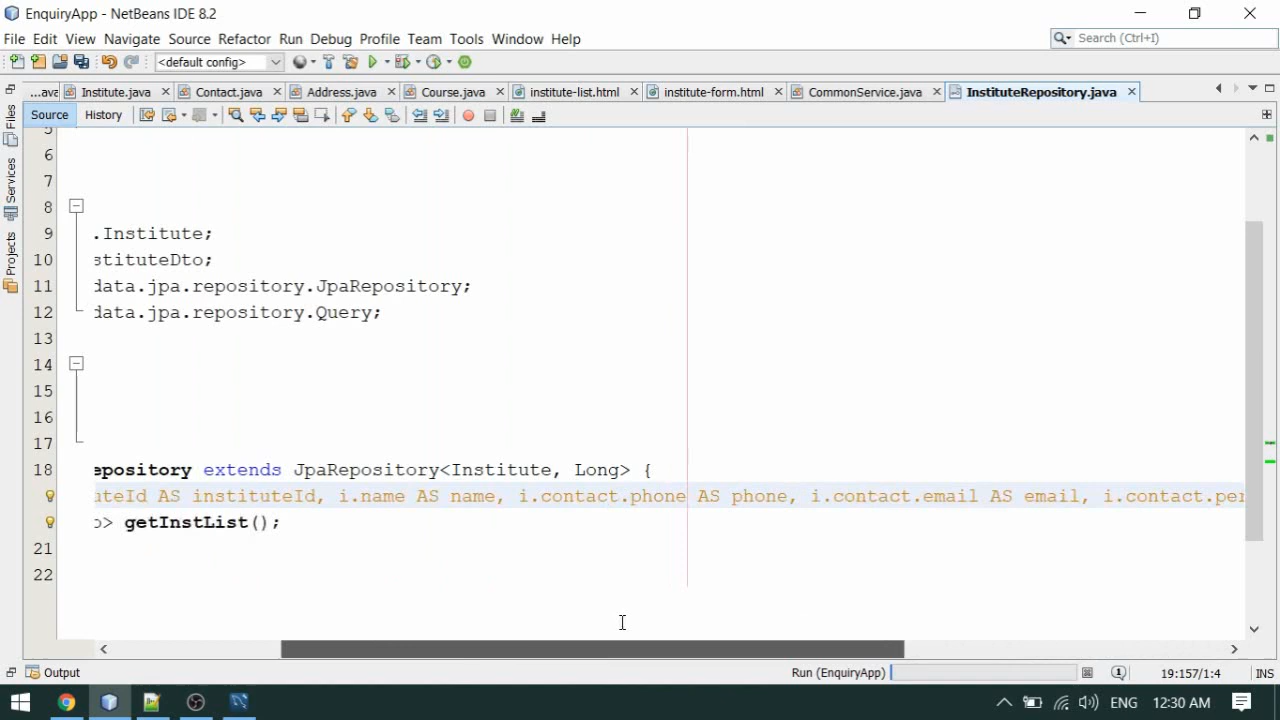 EnquiryApp - NetBeans IDE 8.2
File Edit View Navigate Source Refactor Run Debug Profile Team Tools Window Help
Search (Ctrl+I)
<default config>
...ava Institute.java Contact.java Address.java Course.java institute-list.html institute-form.html CommonService.java InstituteRepository.java
Source History
Files
Services
Projects
5
6
7
8
9 .Institute;
10 stituteDto;
11 data.jpa.repository.JpaRepository;
12 data.jpa.repository.Query;
13
14
15
16
17
18 epository extends JpaRepository<Institute, Long> {
uteId AS instituteId, i.name AS name, i.contact.phone AS phone, i.contact.email AS email, i.contact.per
o> getInstList();
21
22
Output
Run (EnquiryApp)
1
19:157/1:4
INS
ENG
12:30 AM